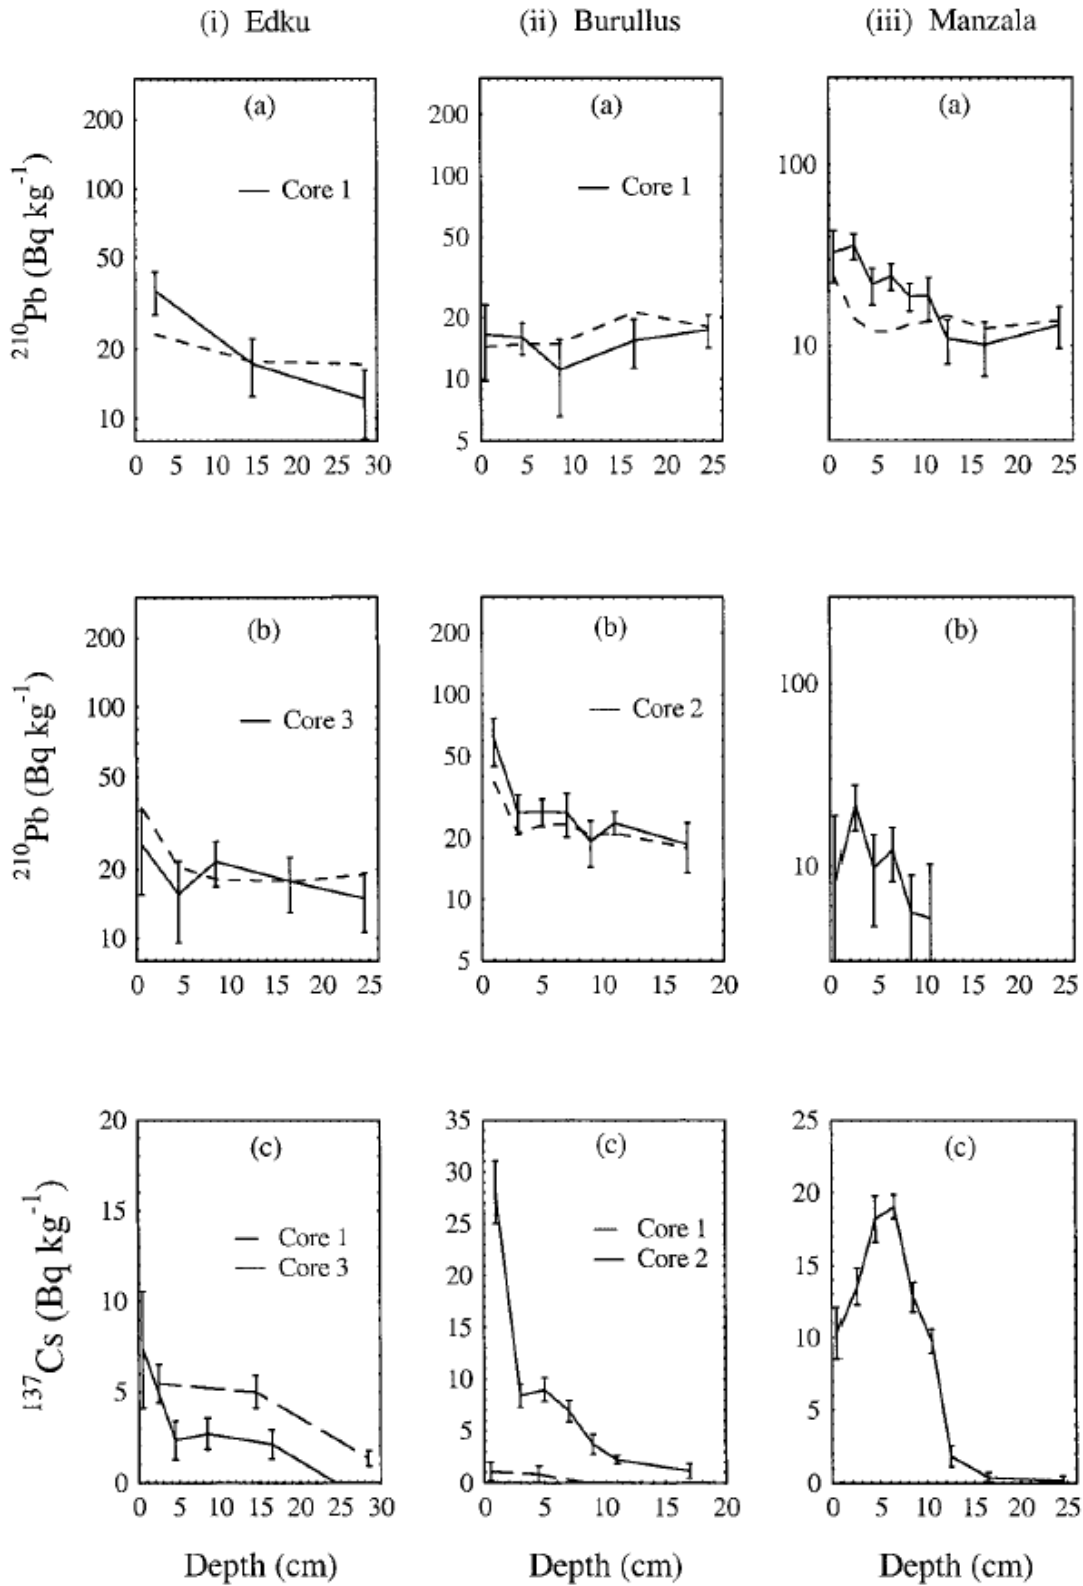 (i) Edku
(ii) Burullus
(iii) Manzala
²¹⁰Pb (Bq kg⁻¹)
(a)
Core 1
200
100
50
20
10
0 5 10 15 20 25 30
(a)
Core 1
200
100
50
20
10
5
0 5 10 15 20 25
(a)
100
10
0 5 10 15 20 25
²¹⁰Pb (Bq kg⁻¹)
(b)
Core 3
200
100
50
20
10
0 5 10 15 20 25
(b)
Core 2
200
100
50
20
10
5
0 5 10 15 20
(b)
100
10
0 5 10 15 20 25
¹³⁷Cs (Bq kg⁻¹)
(c)
Core 1
Core 3
20
15
10
5
0
0 5 10 15 20 25 30
Depth (cm)
(c)
Core 1
Core 2
35
30
25
20
15
10
5
0
0 5 10 15 20
Depth (cm)
(c)
25
20
15
10
5
0
0 5 10 15 20 25
Depth (cm)